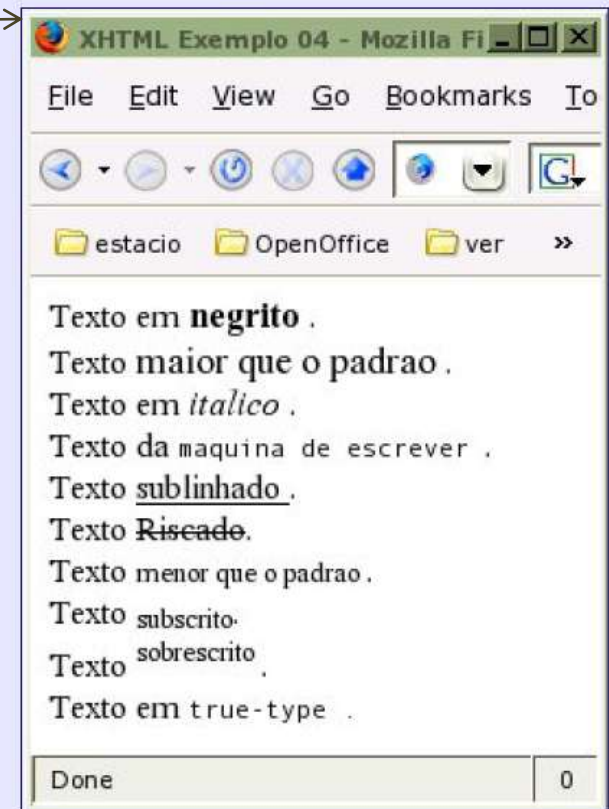 XHTML Exemplo 04 - Mozilla Fi
File Edit View Go Bookmarks To
G
estacio OpenOffice ver »
Texto em negrito .
Texto maior que o padrao .
Texto em italico .
Texto da maquina de escrever .
Texto sublinhado .
Texto Riscado.
Texto menor que o padrao .
Texto subscrito.
Texto sobrescrito .
Texto em true-type .
Done 0